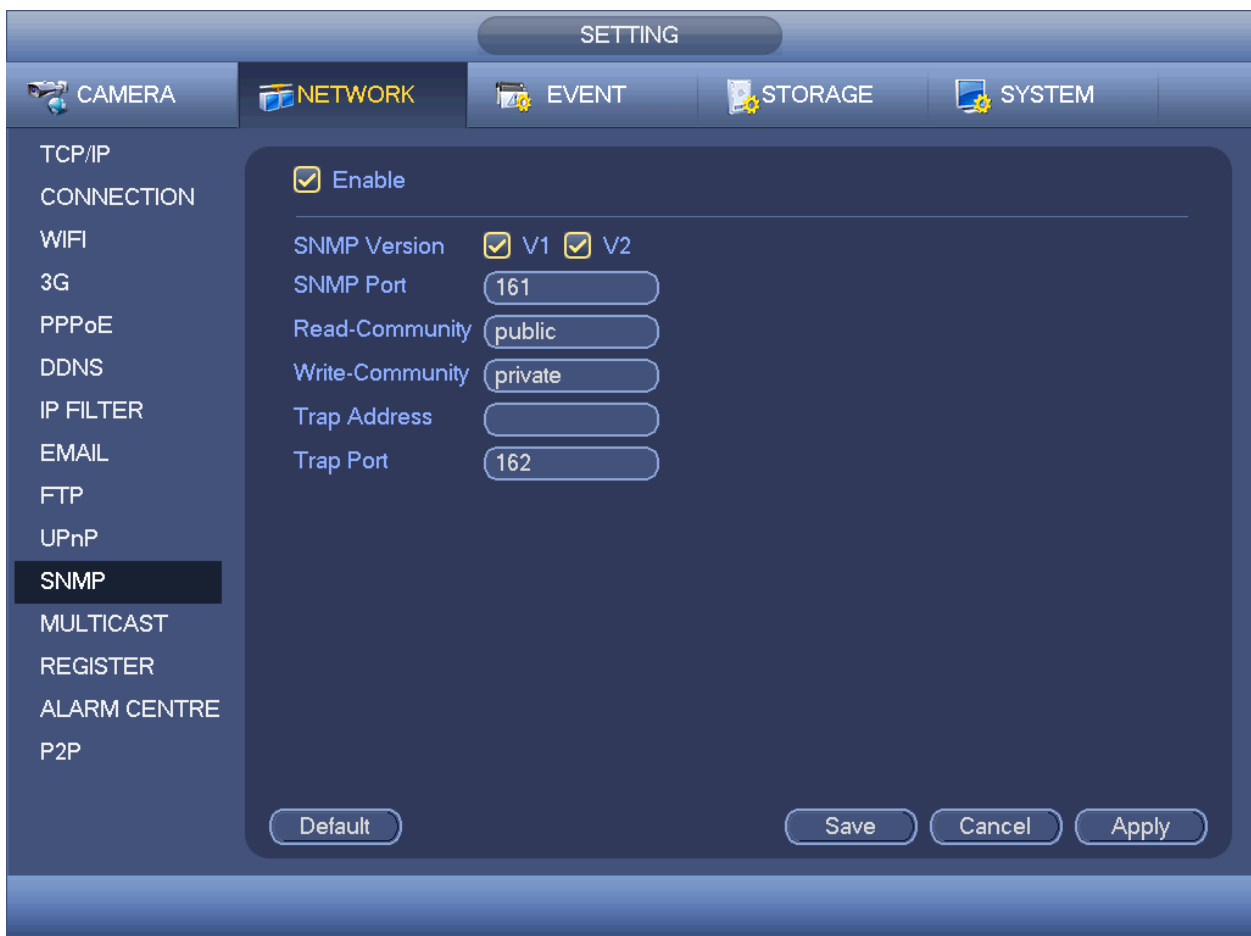 SETTING
CAMERA NETWORK EVENT STORAGE SYSTEM
TCP/IP
CONNECTION
WIFI
3G
PPPoE
DDNS
IP FILTER
EMAIL
FTP
UPnP
SNMP
MULTICAST
REGISTER
ALARM CENTRE
P2P
Enable
SNMP Version V1 V2
SNMP Port 161
Read-Community public
Write-Community private
Trap Address
Trap Port 162
Default Save Cancel Apply